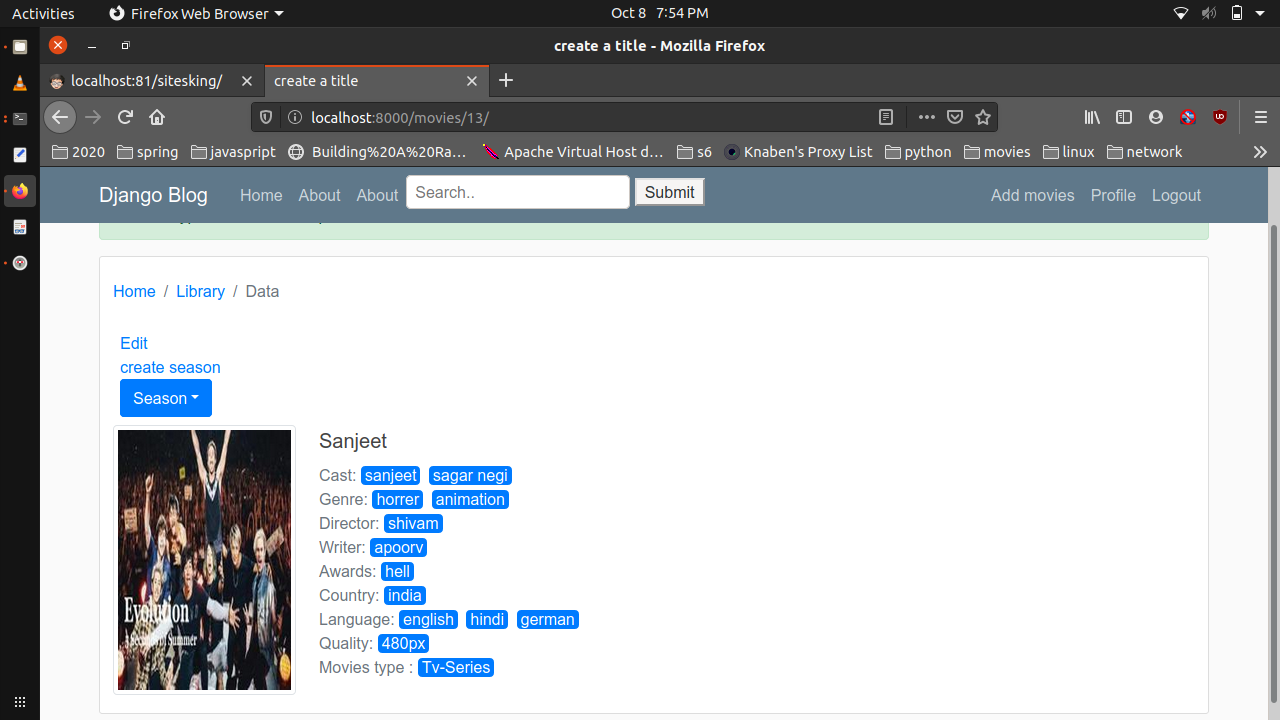 Activities Firefox Web Browser Oct 8 7:54 PM
create a title - Mozilla Firefox
localhost:81/sitesking/ create a title
localhost:8000/movies/13/
2020 spring javasript Building%20A%20Ra... Apache Virtual Host d... s6 Knaben's Proxy List python movies linux network
Django Blog Home About About Search.. Submit Add movies Profile Logout
Home / Library / Data
Edit
create season
Season
Sanjeet
Cast: sanjeet sagar negi
Genre: horrer animation
Director: shivam
Writer: apoorv
Awards: hell
Country: india
Language: english hindi german
Quality: 480px
Movies type : Tv-Series
Evolution
5 Seconds of Summer